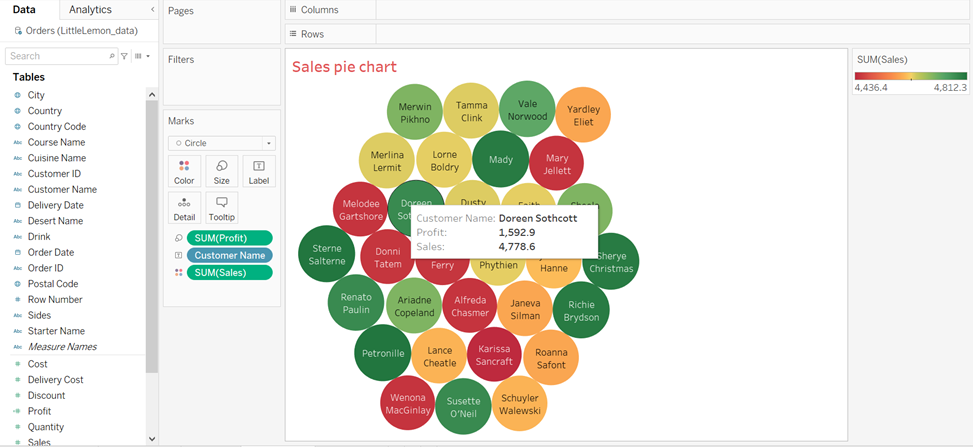 Data
Analytics
Orders (LittleLemon_data)
Search
Tables
City
Country
Country Code
Course Name
Cuisine Name
Customer ID
Customer Name
Delivery Date
Desert Name
Drink
Order Date
Order ID
Postal Code
Row Number
Sides
Starter Name
Measure Names
Cost
Delivery Cost
Discount
Profit
Quantity
Sales
Pages
Filters
Marks
Circle
Color
Size
Label
Detail
Tooltip
SUM(Profit)
Customer Name
SUM(Sales)
Columns
Rows
Sales pie chart
Merwin
Pikhno
Tamma
Clink
Vale
Norwood
Yardley
Eliet
Merlina
Lermit
Lorne
Boldry
Mady
Mary
Jellett
Melodee
Gartshore
Doreen
Dusty
Customer Name: Doreen Sothcott
Profit: 1,592.9
Sales: 4,778.6
Sterne
Salterne
Donni
Tatem
Ferry
Phythien
Hanne
Sherye
Christmas
Renato
Paulin
Ariadne
Copeland
Alfreda
Chasmer
Janeva
Silman
Richie
Brydson
Petronille
Lance
Cheatle
Karissa
Sancraft
Roanna
Safont
Wenona
MacGinlay
Susette
O'Neil
Schuyler
Walewski
SUM(Sales)
4,436.4 4,812.3